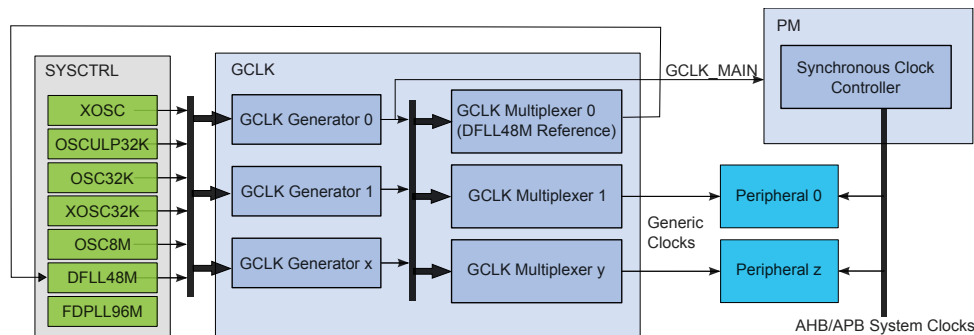 SYSCTRL
XOSC
OSCULP32K
OSC32K
XOSC32K
OSC8M
DFLL48M
FDPLL96M
GCLK
GCLK Generator 0
GCLK Generator 1
GCLK Generator x
GCLK Multiplexer 0
(DFLL48M Reference)
GCLK Multiplexer 1
GCLK Multiplexer y
GCLK_MAIN
Generic
Clocks
PM
Synchronous Clock
Controller
Peripheral 0
Peripheral z
AHB/APB System Clocks